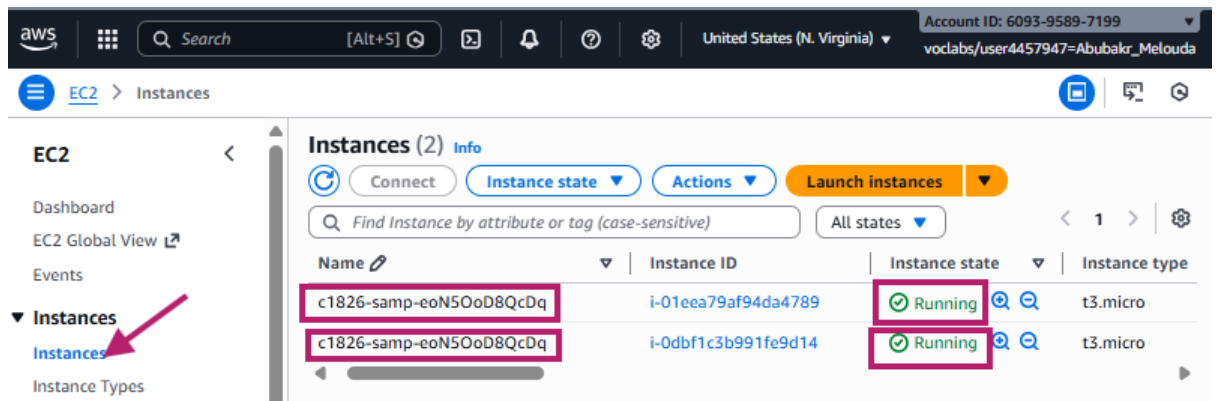 aws
Search [Alt+S] United States (N. Virginia) Account ID: 6093-9589-7199
voclabs/user4457947=Abubakr_Melouda
EC2 > Instances
EC2
Dashboard
EC2 Global View
Events
Instances
Instances
Instance Types
Instances (2) Info
Connect Instance state Actions Launch instances
Find Instance by attribute or tag (case-sensitive) All states 1
Name Instance ID Instance state Instance type
c1826-samp-eoN5OoD8QcDq i-01eea79af94da4789 Running t3.micro
c1826-samp-eoN5OoD8QcDq i-0dbf1c3b991fe9d14 Running t3.micro